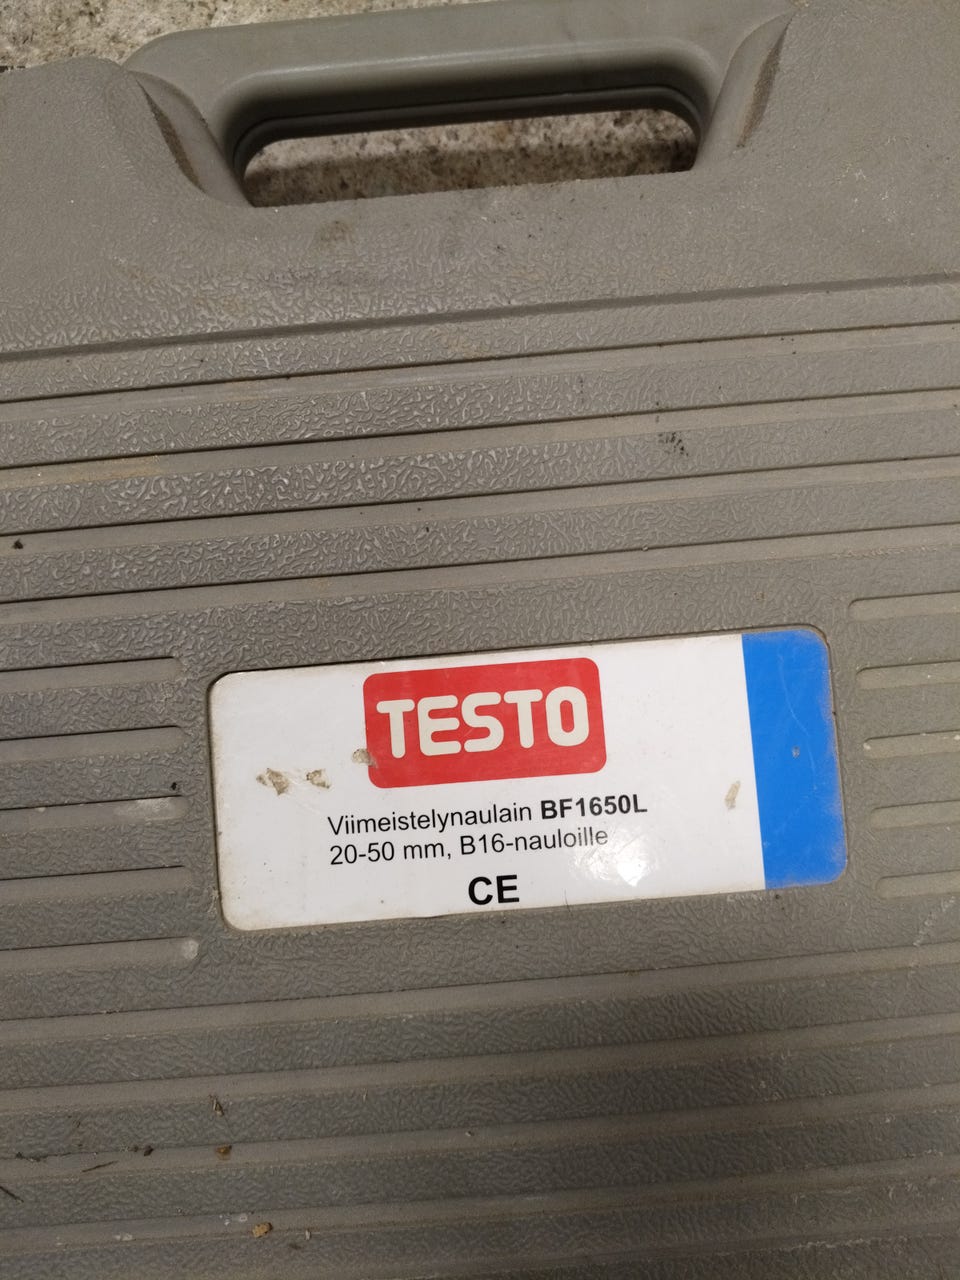 TESTO
Viimeistelynaulain BF1650L
20-50 mm, B16-nauloille
CE